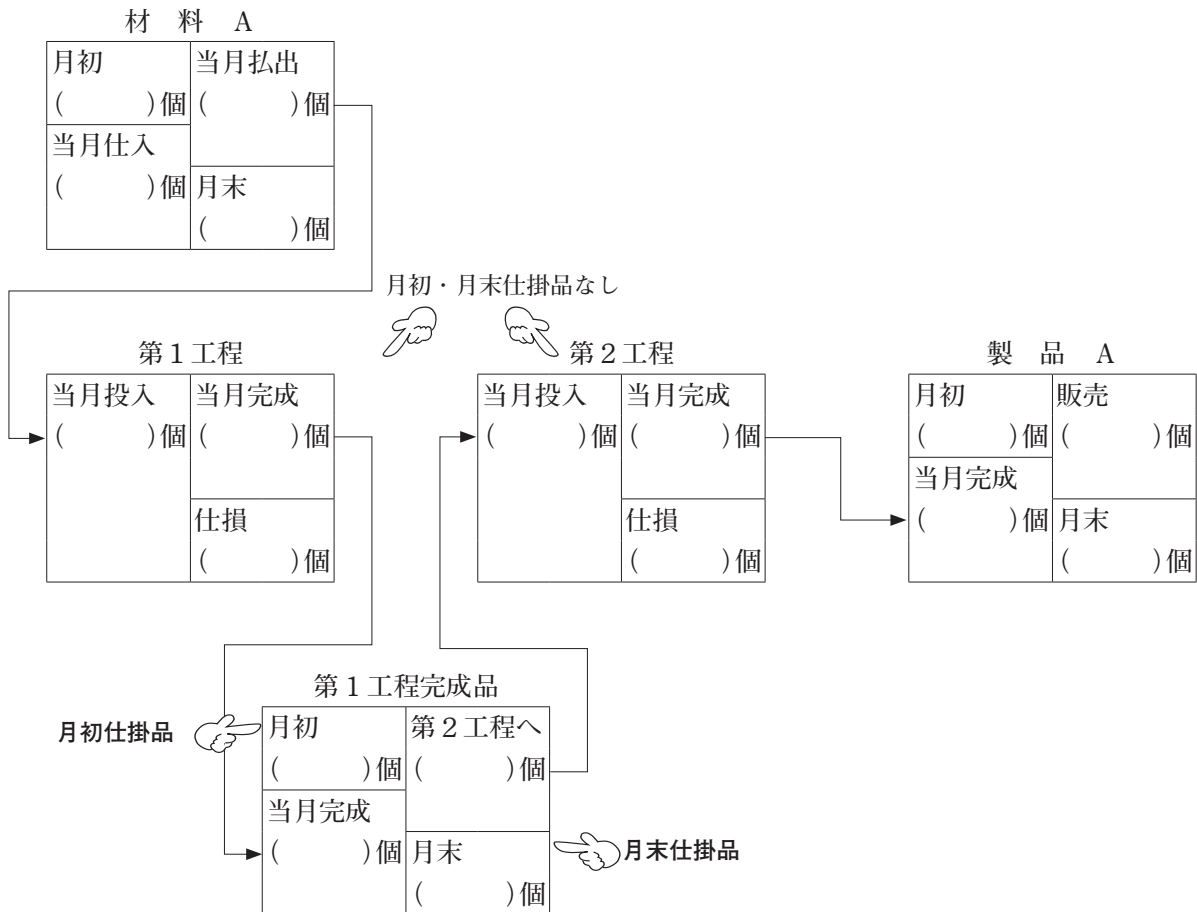 材 料 A
月初 当月払出
( )個 ( )個
当月仕入
( )個 月末
( )個
月初・月末仕掛品なし
第1工程 第2工程 製 品 A
当月投入 当月完成 当月投入 当月完成 月初 販売
( )個 ( )個 ( )個 ( )個 ( )個 ( )個
当月完成
仕損 仕損 ( )個 月末
( )個 ( )個 ( )個
第1工程完成品
月初仕掛品 月初 第2工程へ
( )個 ( )個
当月完成
( )個 月末 月末仕掛品
( )個